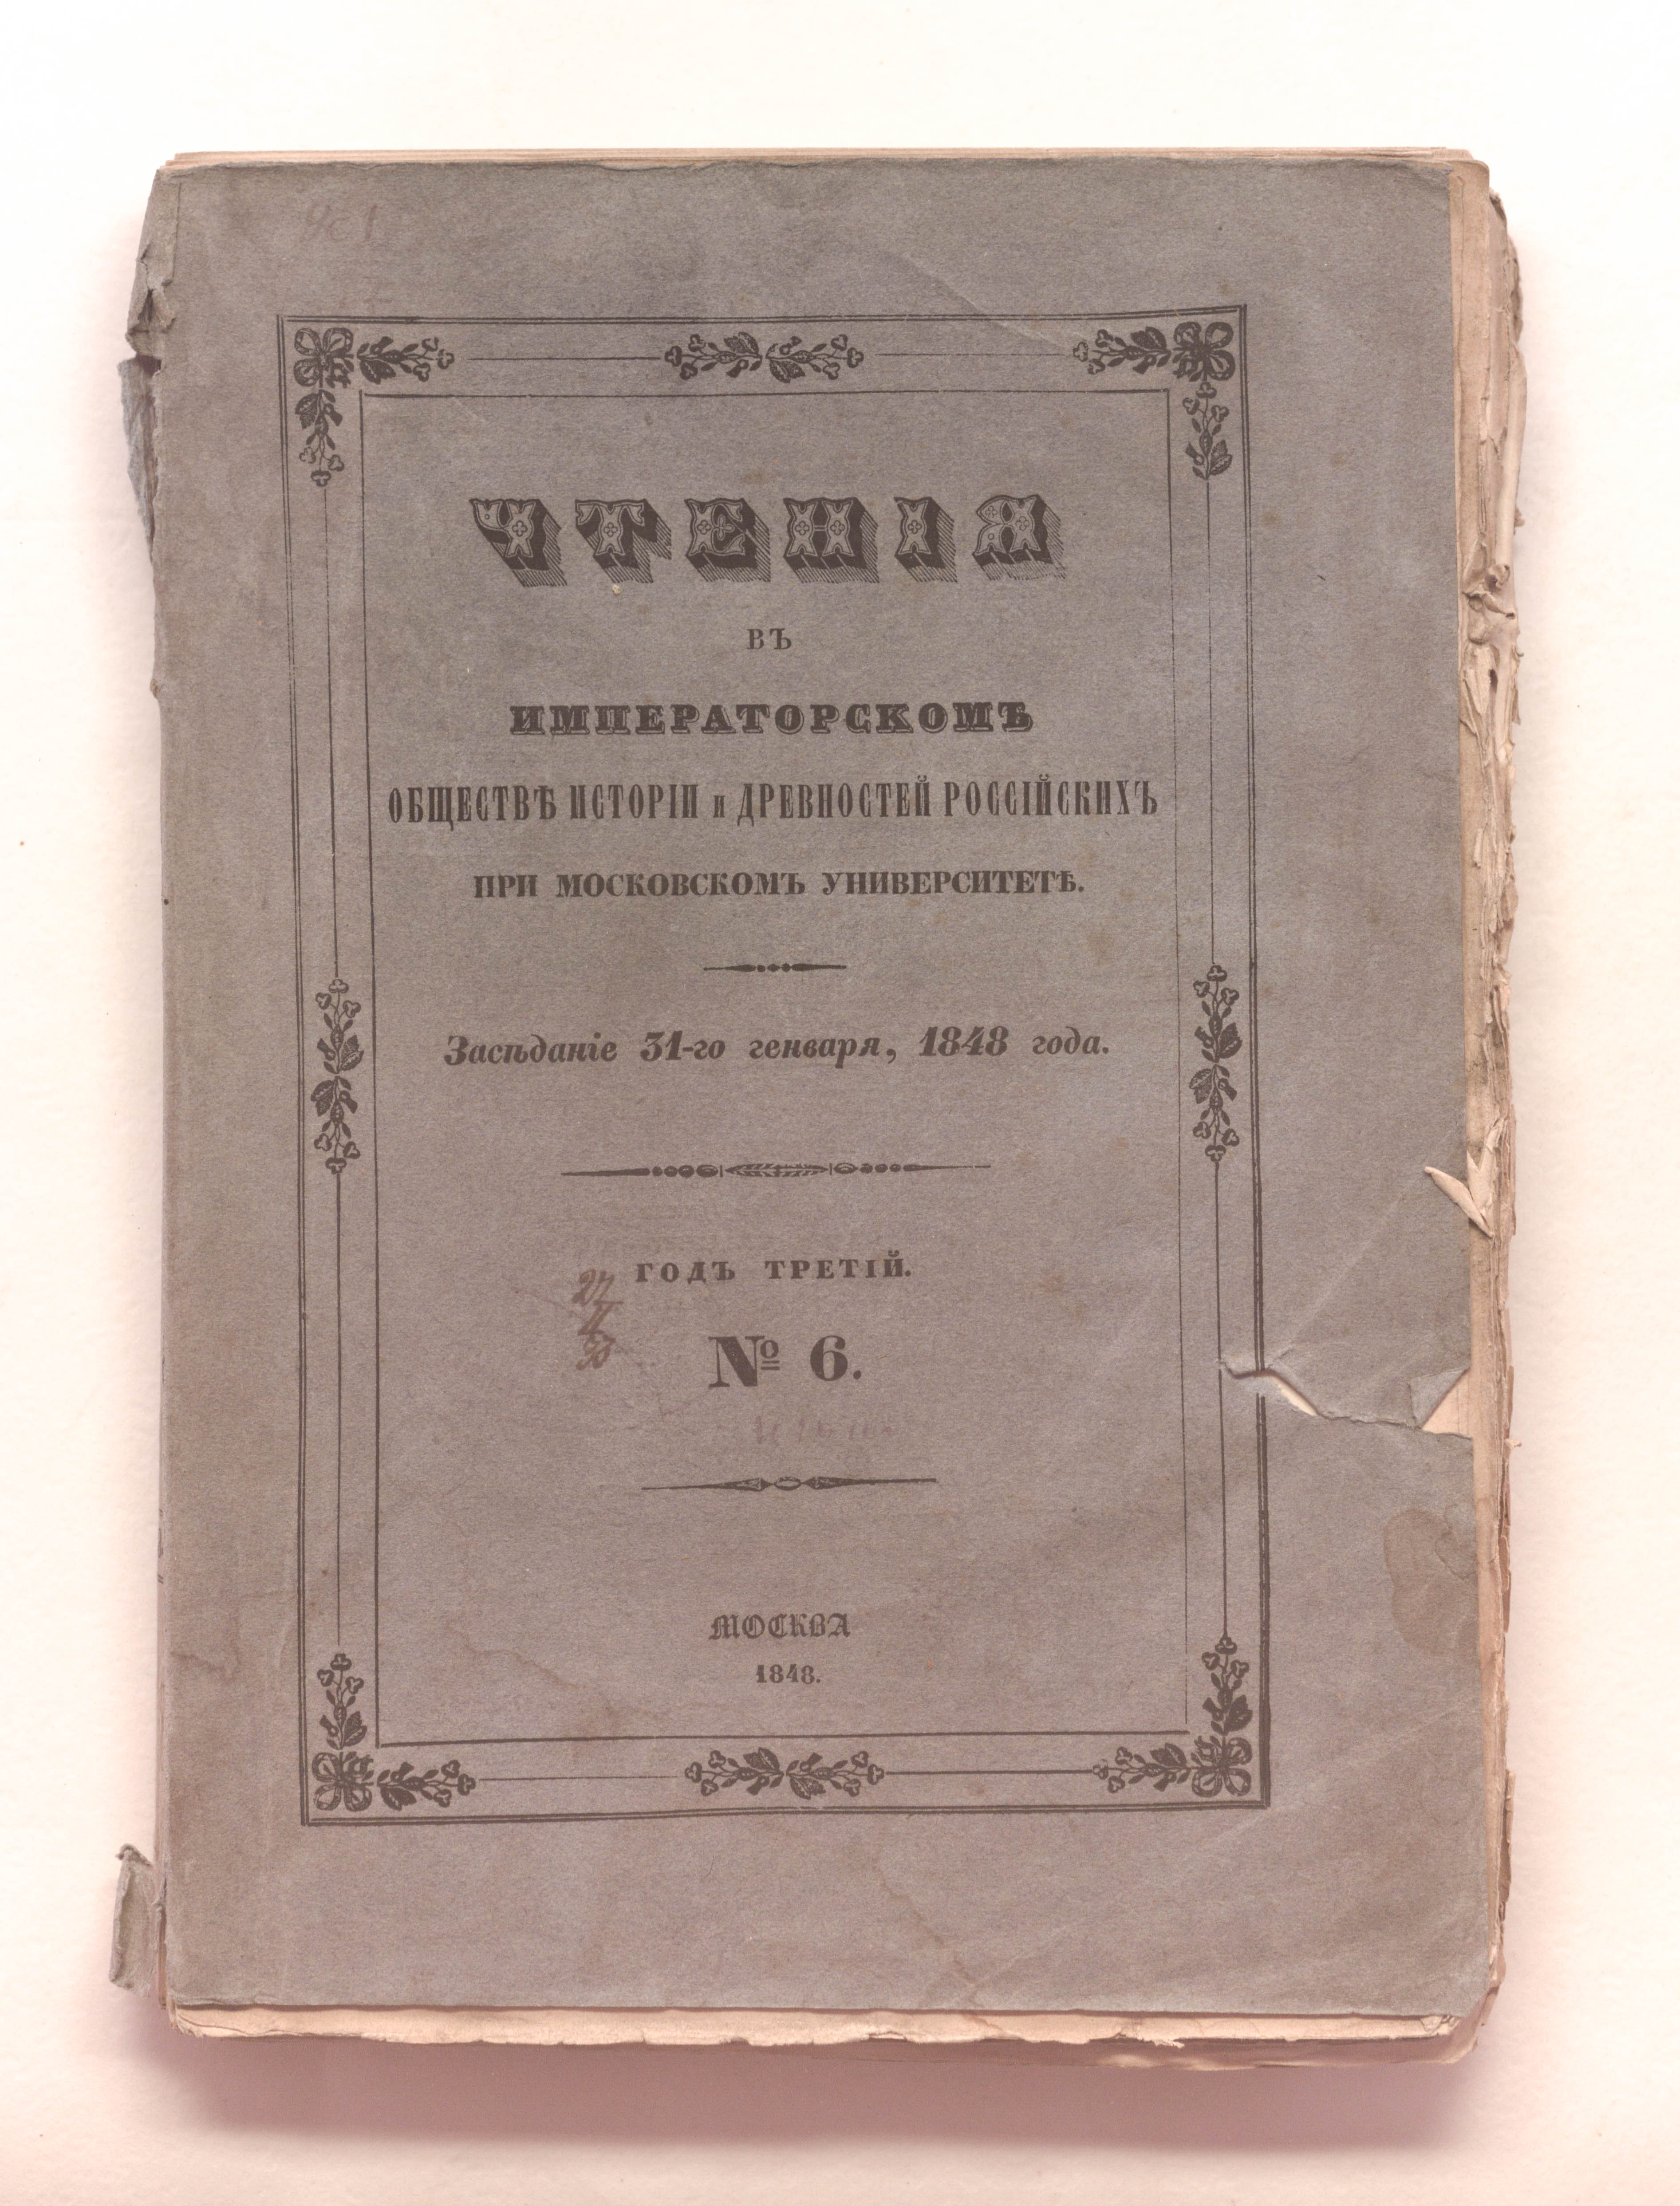 ЧТЕНІЯ
ВЪ
ИМПЕРАТОРСКОМЪ
ОБЩЕСТВѢ ИСТОРІИ и ДРЕВНОСТЕЙ РОССІЙСКИХЪ
ПРИ МОСКОВСКОМЪ УНИВЕРСИТЕТѢ.
Засѣданіе 31-го генваря, 1848 года.
ГОДЪ ТРЕТІЙ.
№ 6.
МОСКВА
1848.